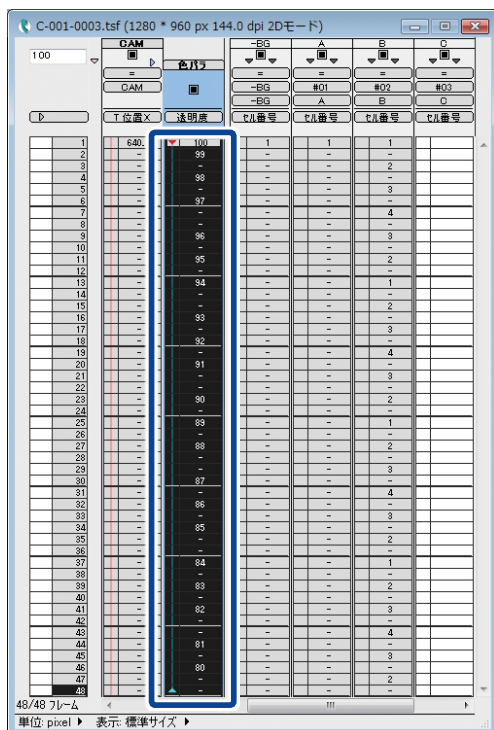 C-001-0003.tsf (1280 * 960 px 144.0 dpi 2Dモード)
CAM -BG A B C
100 色パラ
= = = = =
CAM -BG #01 #02 #03
= -BG A B C
T 位置X 透明度 セル番号 セル番号 セル番号 セル番号
1 640. 100 1 1 1
2 - 99 - - -
3 - - - - 2
4 - 98 - - -
5 - - - - 3
6 - 97 - - -
7 - - - - 4
8 - - - - -
9 - 96 - - 3
10 - - - - -
11 - 95 - - 2
12 - - - - -
13 - 94 - - 1
14 - - - - -
15 - - - - 2
16 - 93 - - -
17 - - - - 3
18 - 92 - - -
19 - - - - 4
20 - 91 - - -
21 - - - - 3
22 - - - - -
23 - 90 - - 2
24 - - - - -
25 - 89 - - 1
26 - - - - -
27 - 88 - - 2
28 - - - - -
29 - - - - 3
30 - 87 - - -
31 - - - - 4
32 - 86 - - -
33 - - - - 3
34 - 85 - - -
35 - - - - 2
36 - - - - -
37 - 84 - - 1
38 - - - - -
39 - 83 - - 2
40 - - - - -
41 - 82 - - 3
42 - - - - -
43 - - - - 4
44 - 81 - - -
45 - - - - 3
46 - 80 - - -
47 - - - - 2
48 - - - - -
48/48 フレーム
単位: pixel 表示: 標準サイズ